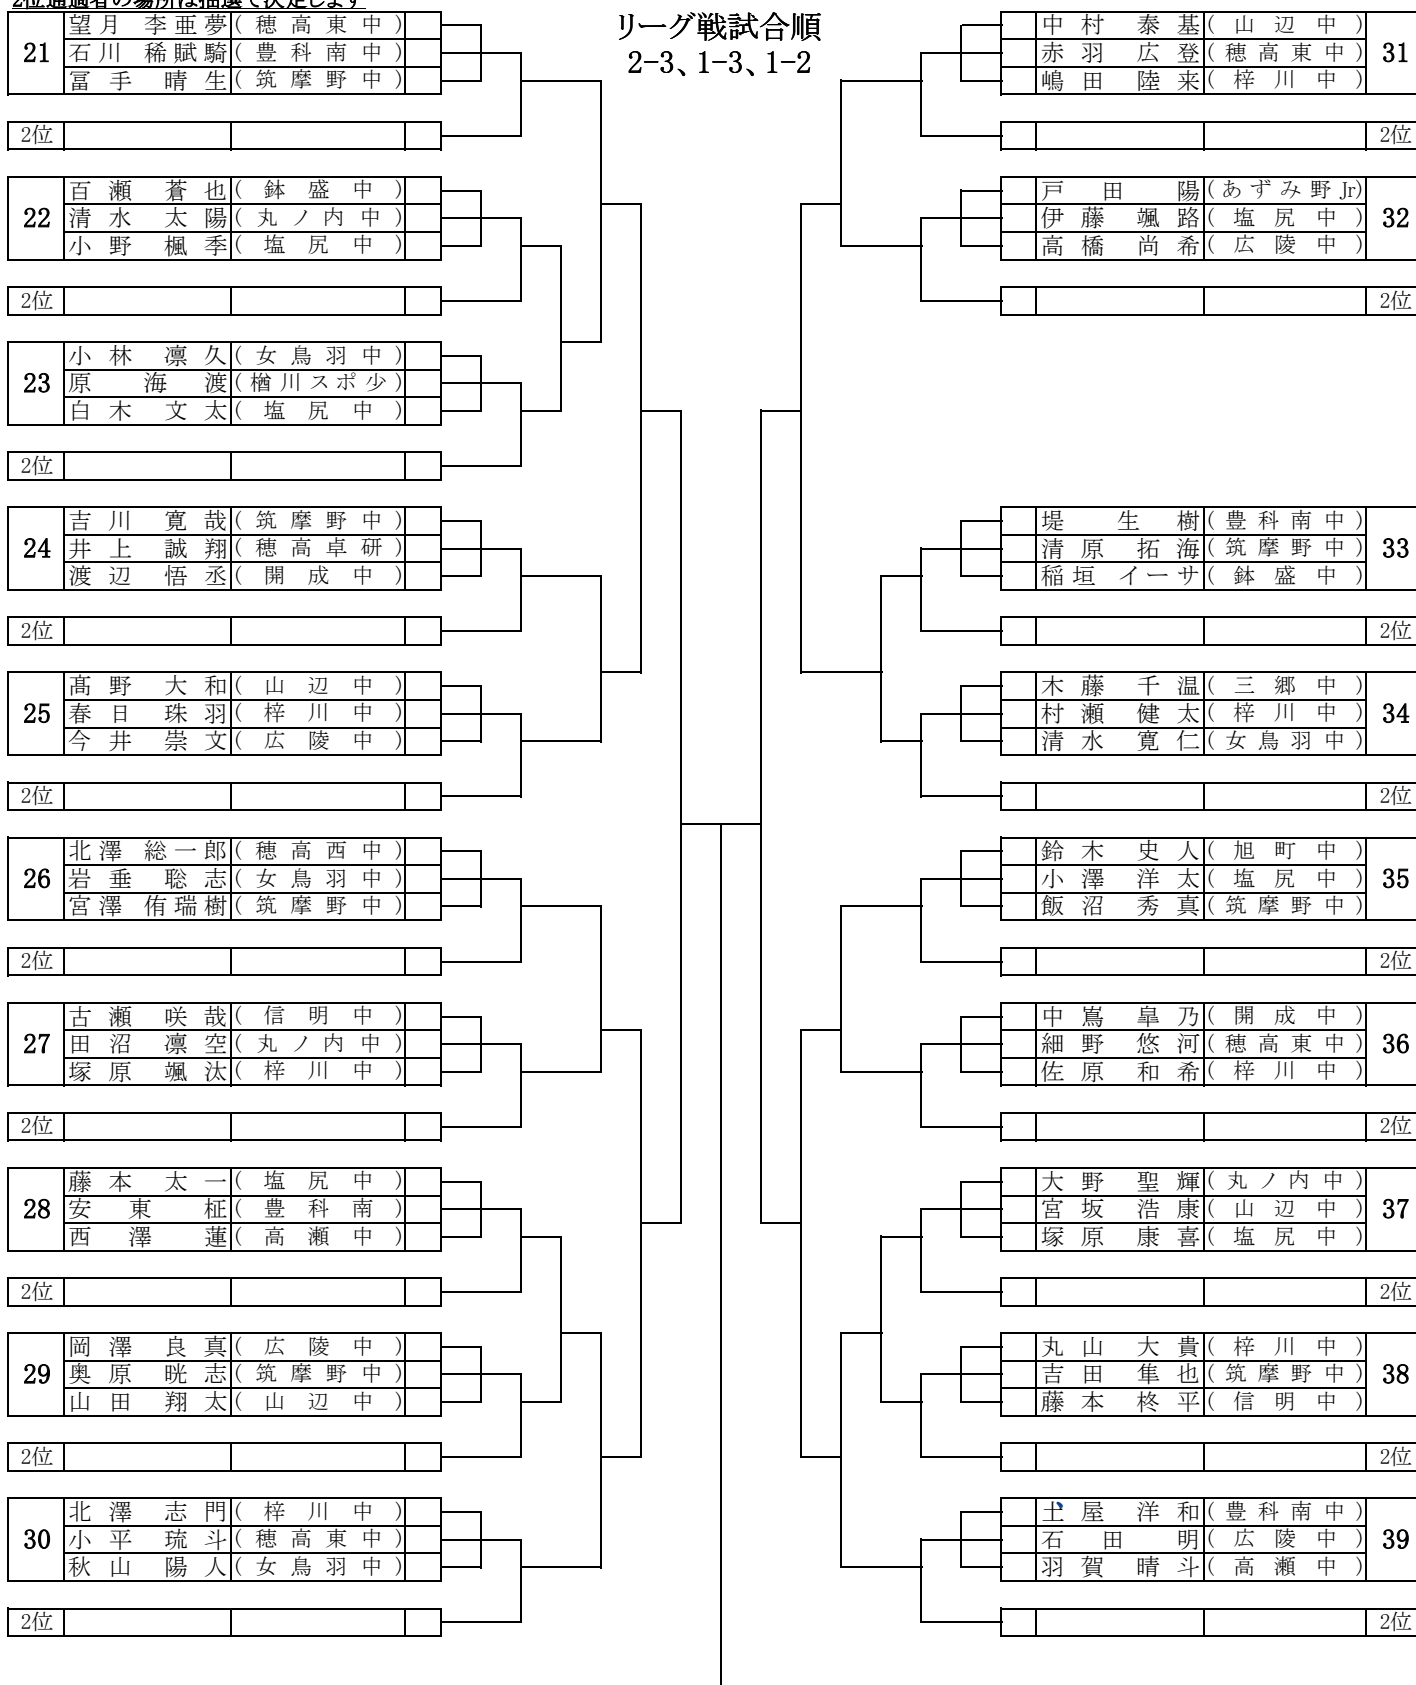 2位通過者の場所は抽選で決定します
リーグ戦試合順
2-3、1-3、1-2
21
望月 李亜夢(穂高東中)
石川 稀賦騎(豊科南中)
冨手 晴生(筑摩野中)
2位
22
百瀬 蒼也(鉢盛中)
清水 太陽(丸ノ内中)
小野 楓季(塩尻中)
2位
23
小林 凛久(女鳥羽中)
原 海渡(楢川スポ少)
白木 文太(塩尻中)
2位
24
吉川 寛哉(筑摩野中)
井上 誠翔(穂高卓研)
渡辺 悟丞(開成中)
2位
25
髙野 大和(山辺中)
春日 珠羽(梓川中)
今井 崇文(広陵中)
2位
26
北澤 総一郎(穂高西中)
岩垂 聡志(女鳥羽中)
宮澤 侑瑞樹(筑摩野中)
2位
27
古瀬 咲哉(信明中)
田沼 凛空(丸ノ内中)
塚原 颯汰(梓川中)
2位
28
藤本 太一(塩尻中)
安東 柾(豊科南)
西澤 蓮(高瀬中)
2位
29
岡澤 良真(広陵中)
奥原 晄志(筑摩野中)
山田 翔太(山辺中)
2位
30
北澤 志門(梓川中)
小平 琉斗(穂高東中)
秋山 陽人(女鳥羽中)
2位
中村 泰基(山辺中)
赤羽 広登(穂高東中)
嶋田 陸来(梓川中)
31
2位
戸田 陽(あずみ野Jr)
伊藤 颯路(塩尻中)
高橋 尚希(広陵中)
32
2位
堤 生樹(豊科南中)
清原 拓海(筑摩野中)
稲垣 イーサ(鉢盛中)
33
2位
木藤 千温(三郷中)
村瀬 健太(梓川中)
清水 寛仁(女鳥羽中)
34
2位
鈴木 史人(旭町中)
小澤 洋太(塩尻中)
飯沼 秀真(筑摩野中)
35
2位
中嶌 皐乃(開成中)
細野 悠河(穂高東中)
佐原 和希(梓川中)
36
2位
大野 聖輝(丸ノ内中)
宮坂 浩康(山辺中)
塚原 康喜(塩尻中)
37
2位
丸山 大貴(梓川中)
吉田 隼也(筑摩野中)
藤本 柊平(信明中)
38
2位
土屋 洋和(豊科南中)
石田 明(広陵中)
羽賀 晴斗(高瀬中)
39
2位